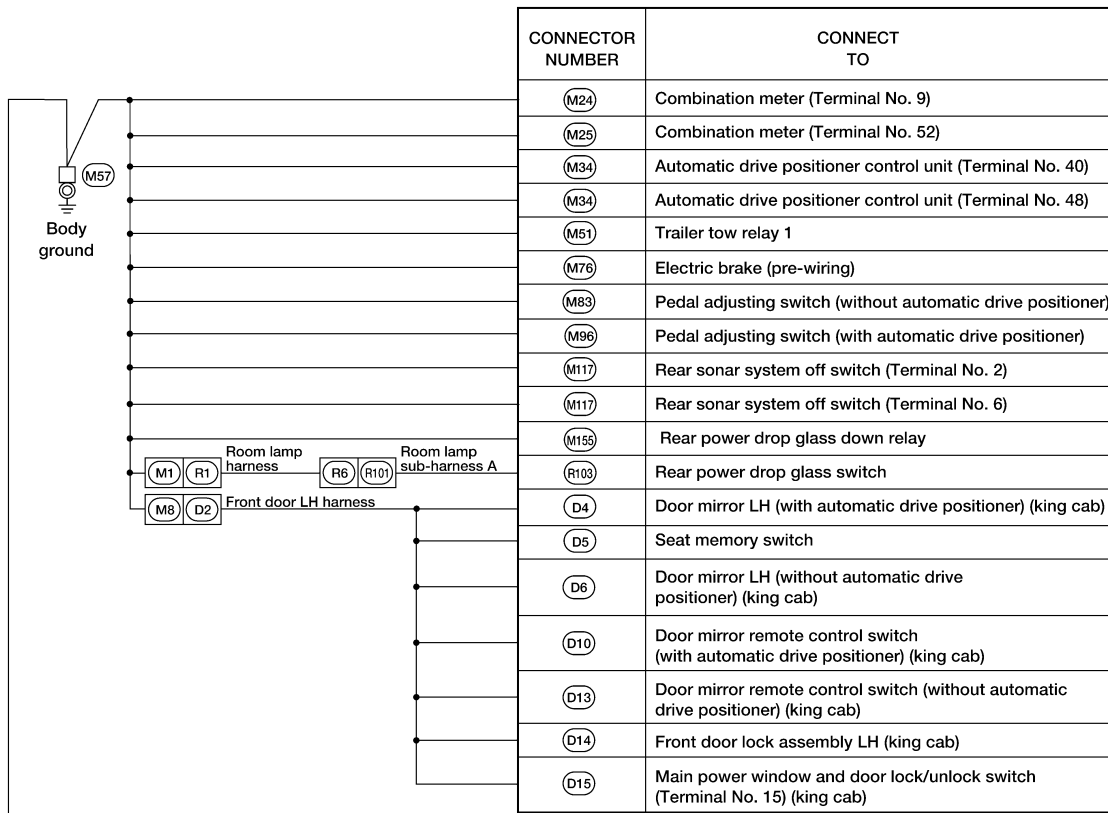 CONNECTOR
NUMBER
CONNECT
TO
M57
Body
ground
M24
Combination meter (Terminal No. 9)
M25
Combination meter (Terminal No. 52)
M34
Automatic drive positioner control unit (Terminal No. 40)
M34
Automatic drive positioner control unit (Terminal No. 48)
M51
Trailer tow relay 1
M76
Electric brake (pre-wiring)
M83
Pedal adjusting switch (without automatic drive positioner)
M96
Pedal adjusting switch (with automatic drive positioner)
M117
Rear sonar system off switch (Terminal No. 2)
M117
Rear sonar system off switch (Terminal No. 6)
M155
Rear power drop glass down relay
M1 R1
Room lamp
harness
R6 R101
Room lamp
sub-harness A
R103
Rear power drop glass switch
M8 D2
Front door LH harness
D4
Door mirror LH (with automatic drive positioner) (king cab)
D5
Seat memory switch
D6
Door mirror LH (without automatic drive
positioner) (king cab)
D10
Door mirror remote control switch
(with automatic drive positioner) (king cab)
D13
Door mirror remote control switch (without automatic
drive positioner) (king cab)
D14
Front door lock assembly LH (king cab)
D15
Main power window and door lock/unlock switch
(Terminal No. 15) (king cab)